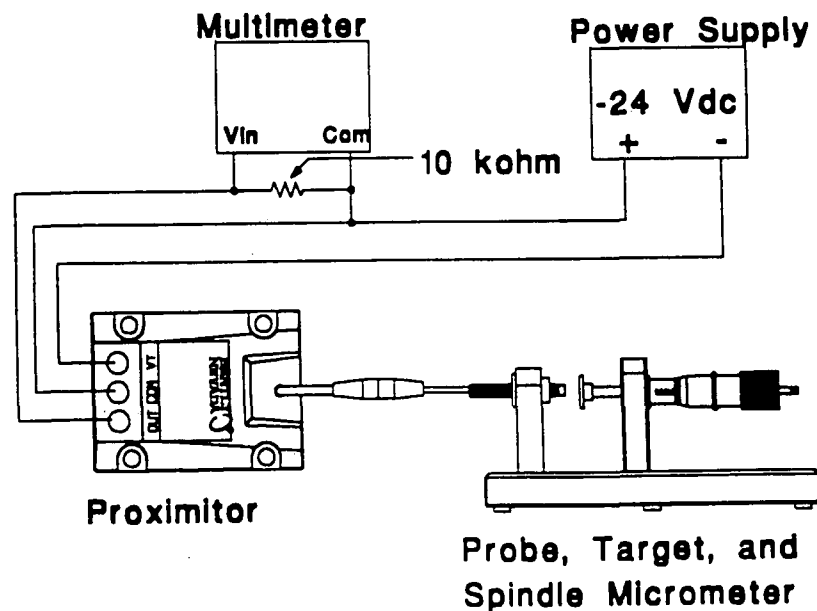 Multimeter
Power Supply
-24 Vdc
+ -
Vin Com
10 kohm
OUT COM VT
Proximitor
Probe, Target, and
Spindle Micrometer